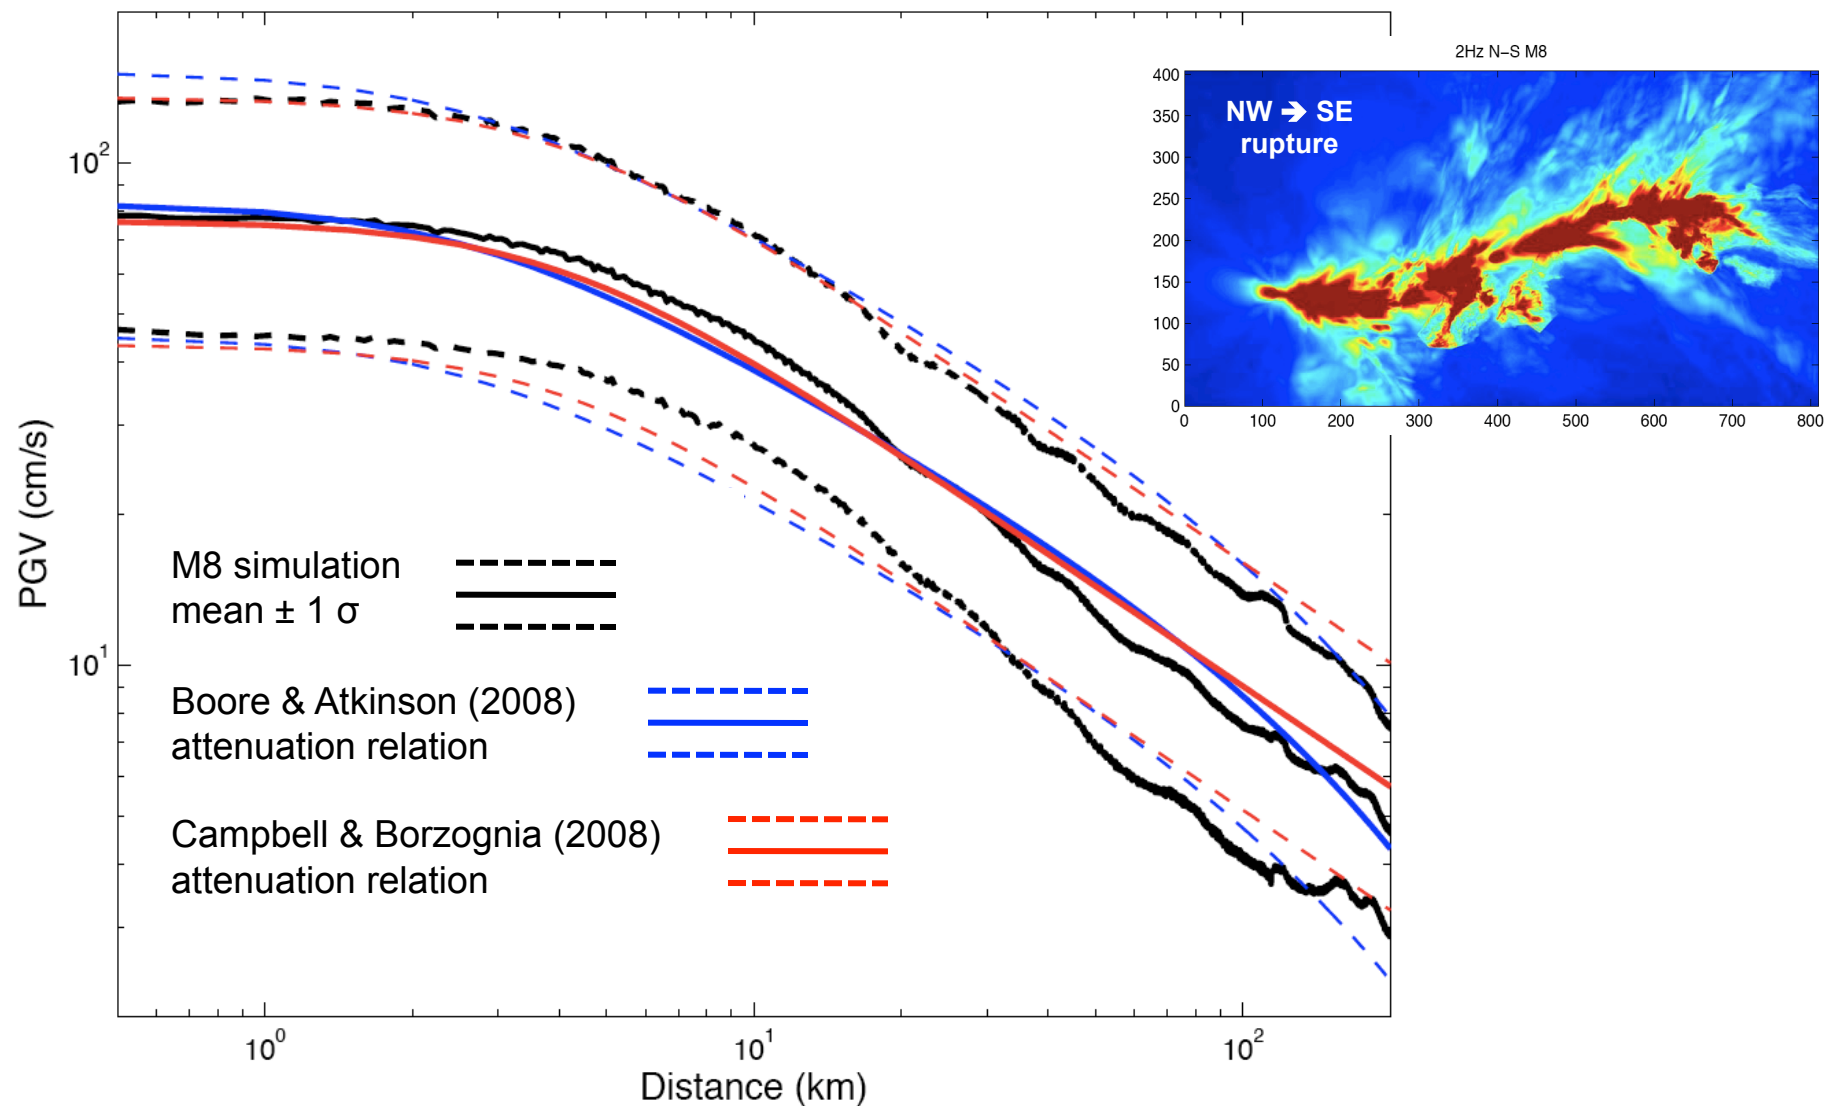 2Hz N–S M8
400
350
300
250
200
150
100
50
0
0 100 200 300 400 500 600 700 800
NW ➔ SE
rupture
PGV (cm/s)
10²
10¹
M8 simulation
mean ± 1 σ
Boore & Atkinson (2008)
attenuation relation
Campbell & Borzognia (2008)
attenuation relation
10⁰ 10¹ 10²
Distance (km)